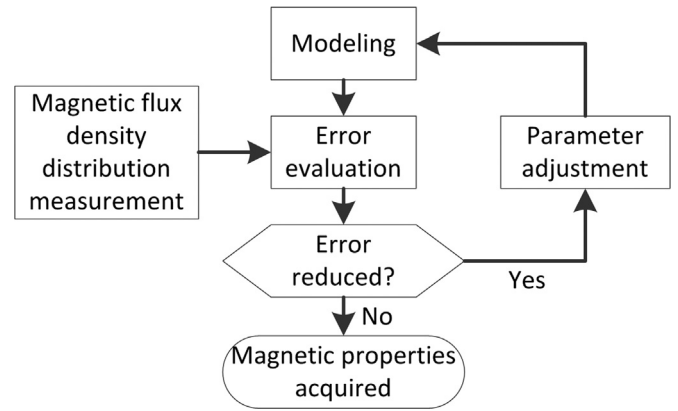 Modeling
Magnetic flux
density
distribution
measurement
Error
evaluation
Parameter
adjustment
Error
reduced?
Yes
No
Magnetic properties
acquired